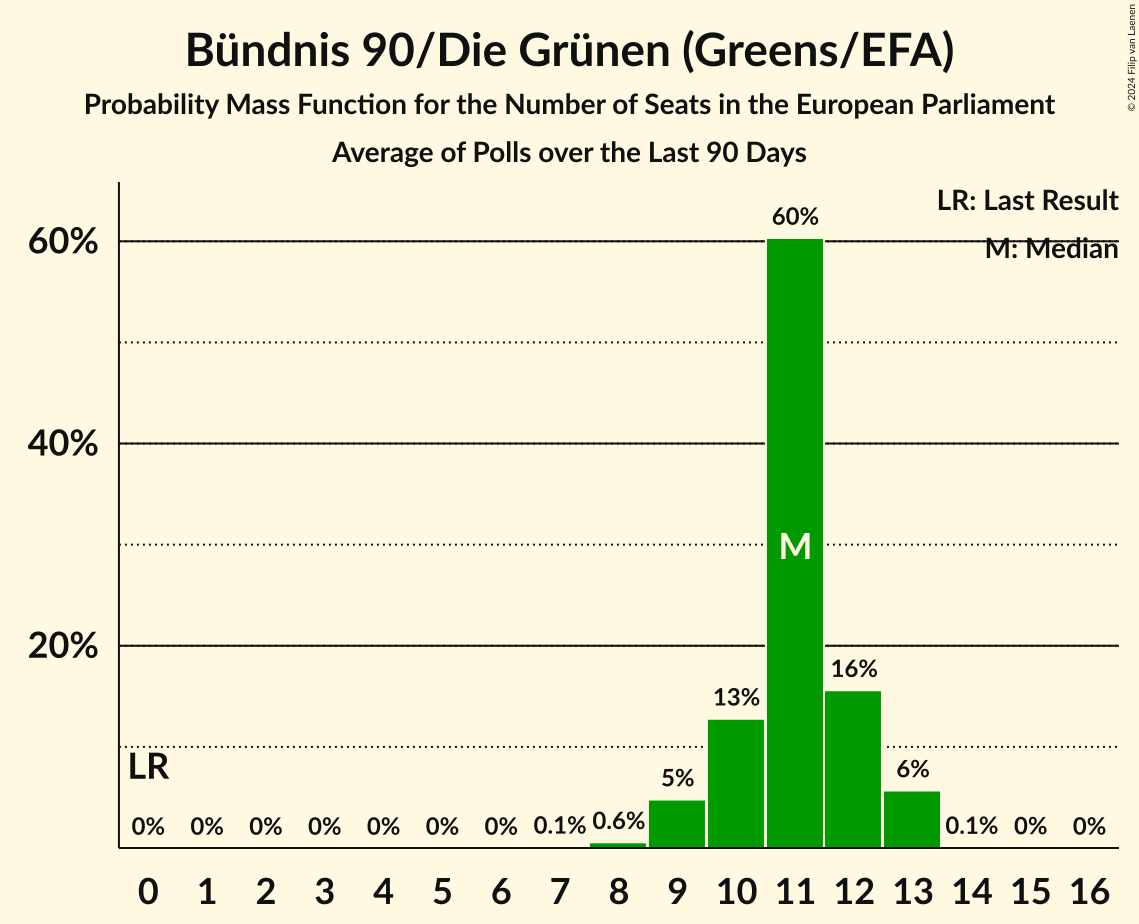 Bündnis 90/Die Grünen (Greens/EFA)
Probability Mass Function for the Number of Seats in the European Parliament
Average of Polls over the Last 90 Days
© 2024 Filip van Laenen
LR: Last Result
M: Median
60%
40%
20%
60%
M
16%
13%
6%
5%
LR
0% 0% 0% 0% 0% 0% 0% 0.1% 0.6% 0.1% 0% 0%
0 1 2 3 4 5 6 7 8 9 10 11 12 13 14 15 16